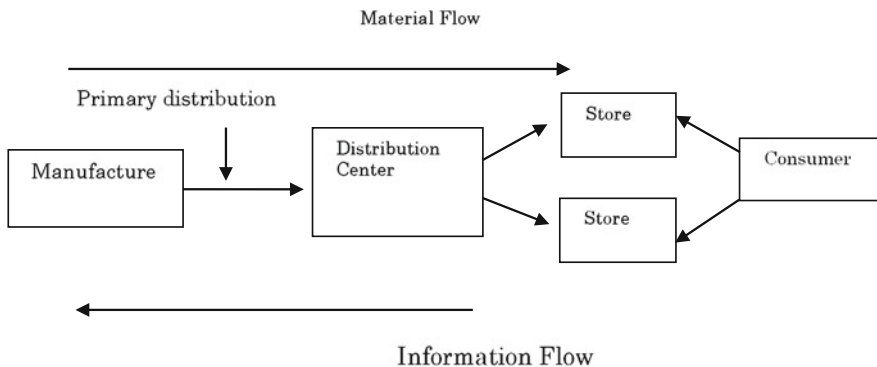 Material Flow
Primary distribution
Manufacture
Distribution
Center
Store
Store
Consumer
Information Flow